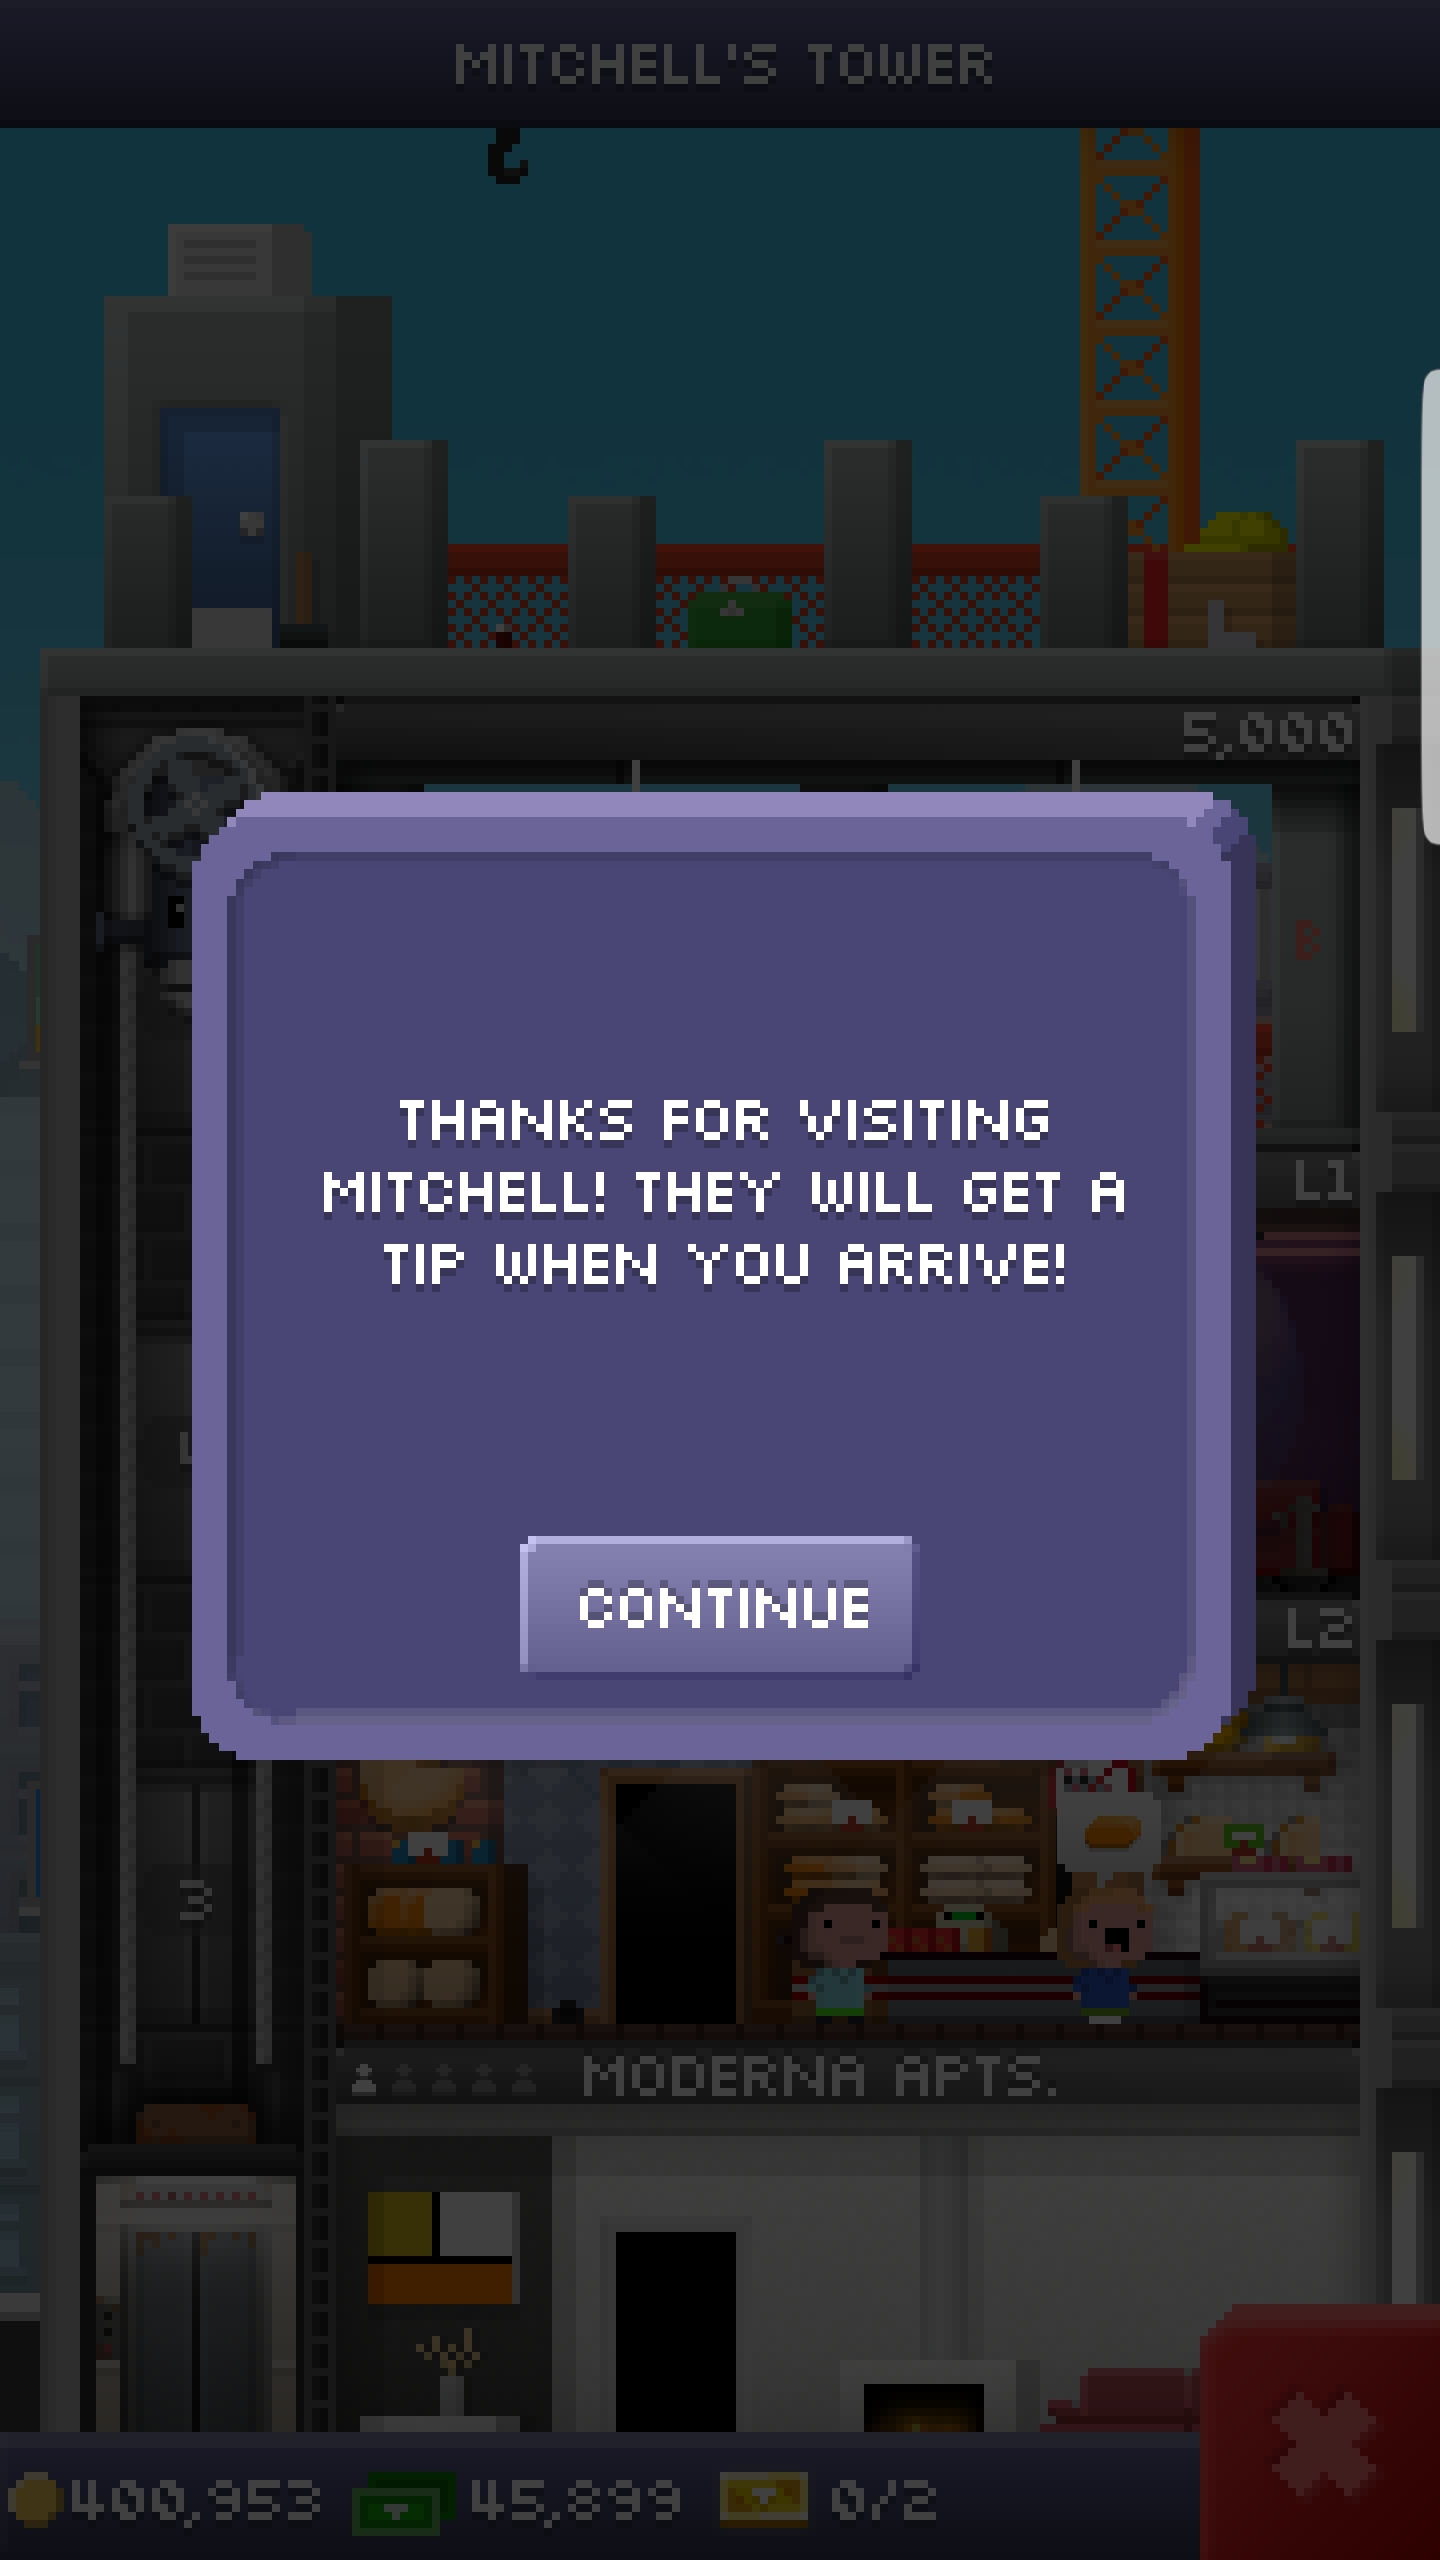 MITCHELL'S TOWER
5,000
B
THANKS FOR VISITING
MITCHELL! THEY WILL GET A
TIP WHEN YOU ARRIVE!
L1
CONTINUE
L2
3
MODERNA APTS.
400,953 45,899 0/2